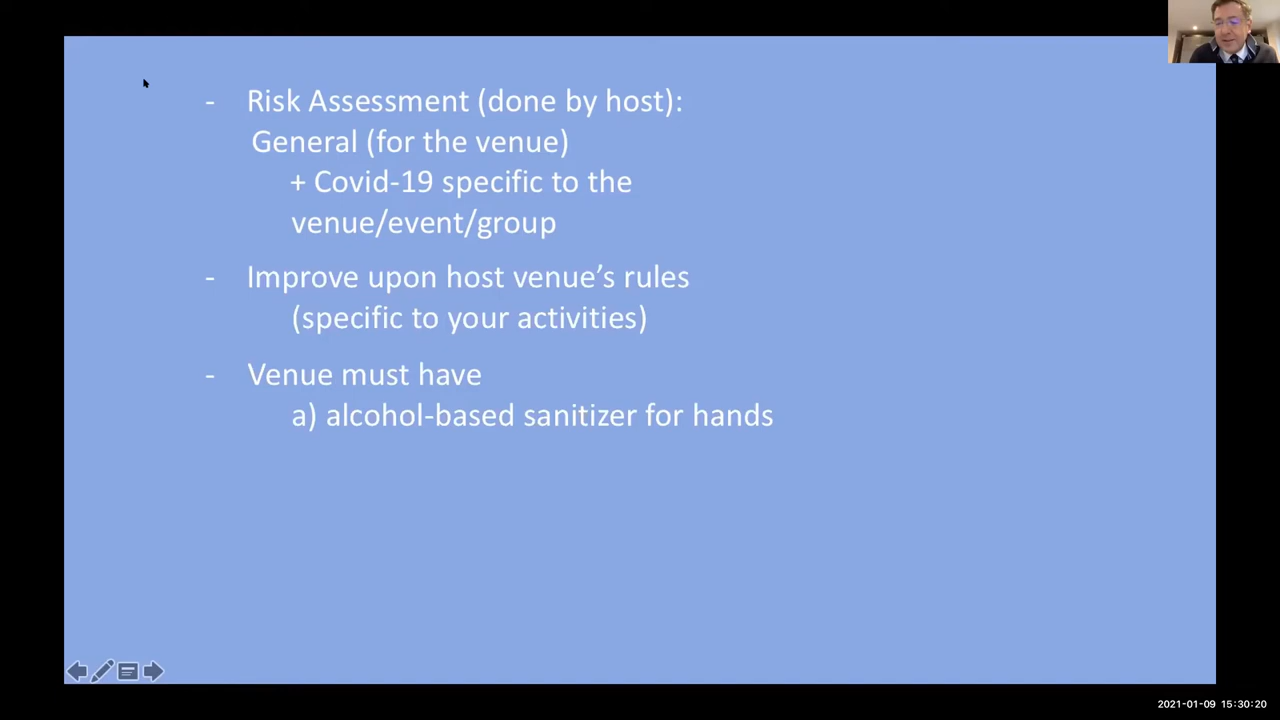 - Risk Assessment (done by host):
General (for the venue)
+ Covid-19 specific to the
venue/event/group
- Improve upon host venue’s rules
(specific to your activities)
- Venue must have
a) alcohol-based sanitizer for hands
2021-01-09 15:30:20